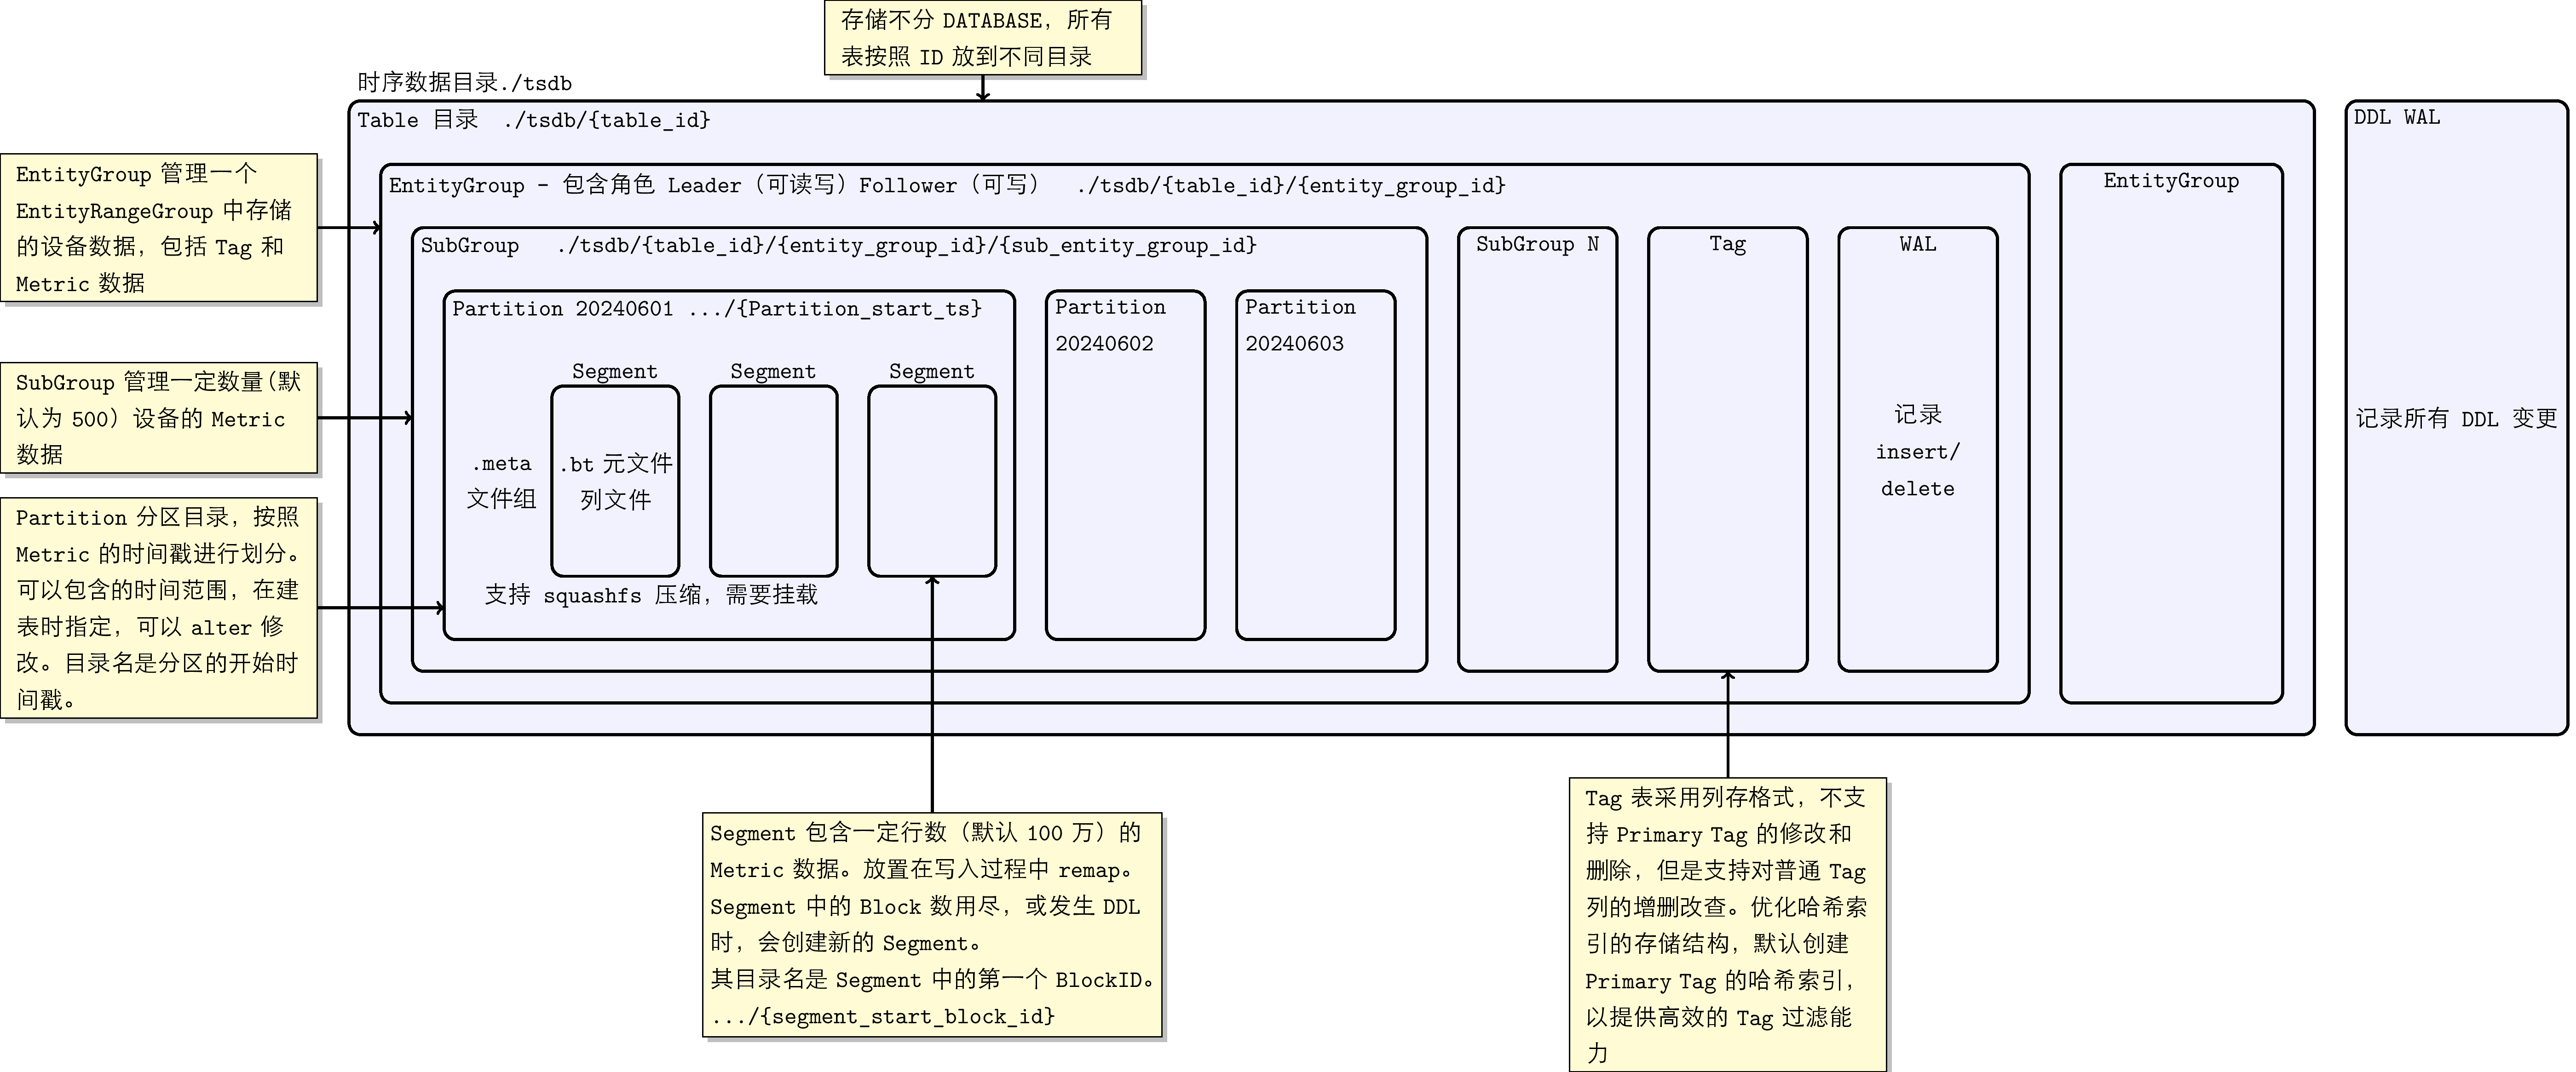 存储不分 DATABASE，所有
表按照 ID 放到不同目录
时序数据目录./tsdb
Table 目录 ./tsdb/{table_id}
DDL WAL
记录所有 DDL 变更
EntityGroup 管理一个
EntityRangeGroup 中存储
的设备数据，包括 Tag 和
Metric 数据
EntityGroup - 包含角色 Leader（可读写）Follower（可写） ./tsdb/{table_id}/{entity_group_id}
EntityGroup
SubGroup ./tsdb/{table_id}/{entity_group_id}/{sub_entity_group_id}
SubGroup N
Tag
WAL
记录
insert/
delete
SubGroup 管理一定数量（默
认为 500）设备的 Metric
数据
Partition 20240601 .../{Partition_start_ts}
Partition
20240602
Partition
20240603
Segment
Segment
Segment
.meta
文件组
.bt 元文件
列文件
支持 squashfs 压缩，需要挂载
Partition 分区目录，按照
Metric 的时间戳进行划分。
可以包含的时间范围，在建
表时指定，可以 alter 修
改。目录名是分区的开始时
间戳。
Segment 包含一定行数（默认 100 万）的
Metric 数据。放置在写入过程中 remap。
Segment 中的 Block 数用尽，或发生 DDL
时，会创建新的 Segment。
其目录名是 Segment 中的第一个 BlockID。
.../{segment_start_block_id}
Tag 表采用列存格式，不支
持 Primary Tag 的修改和
删除，但是支持对普通 Tag
列的增删改查。优化哈希索
引的存储结构，默认创建
Primary Tag 的哈希索引，
以提供高效的 Tag 过滤能
力